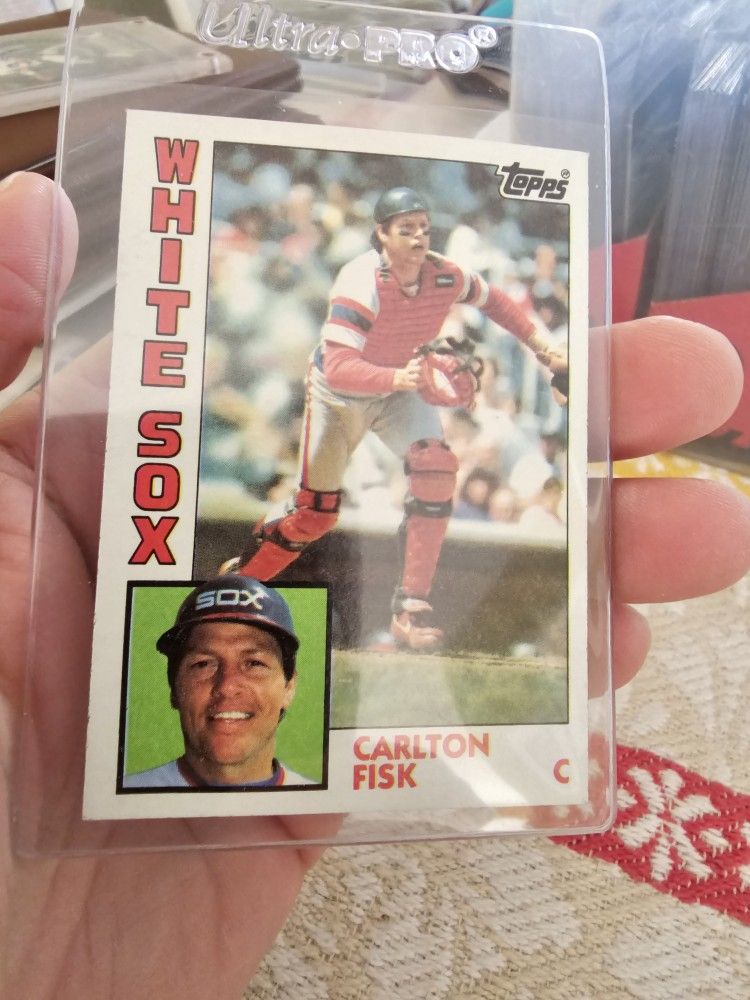 Ultra•PRO®
Topps®
WHITE SOX
SOX
CARLTON
FISK
C